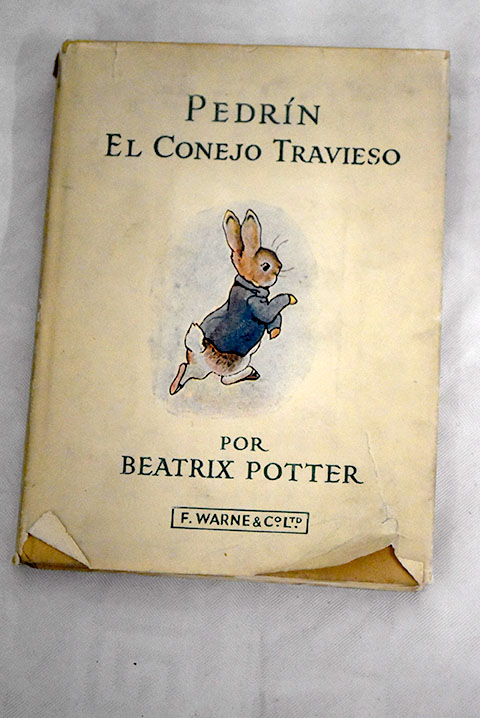 PEDRÍN
EL CONEJO TRAVIESO
POR
BEATRIX POTTER
F. WARNE & Co LTD